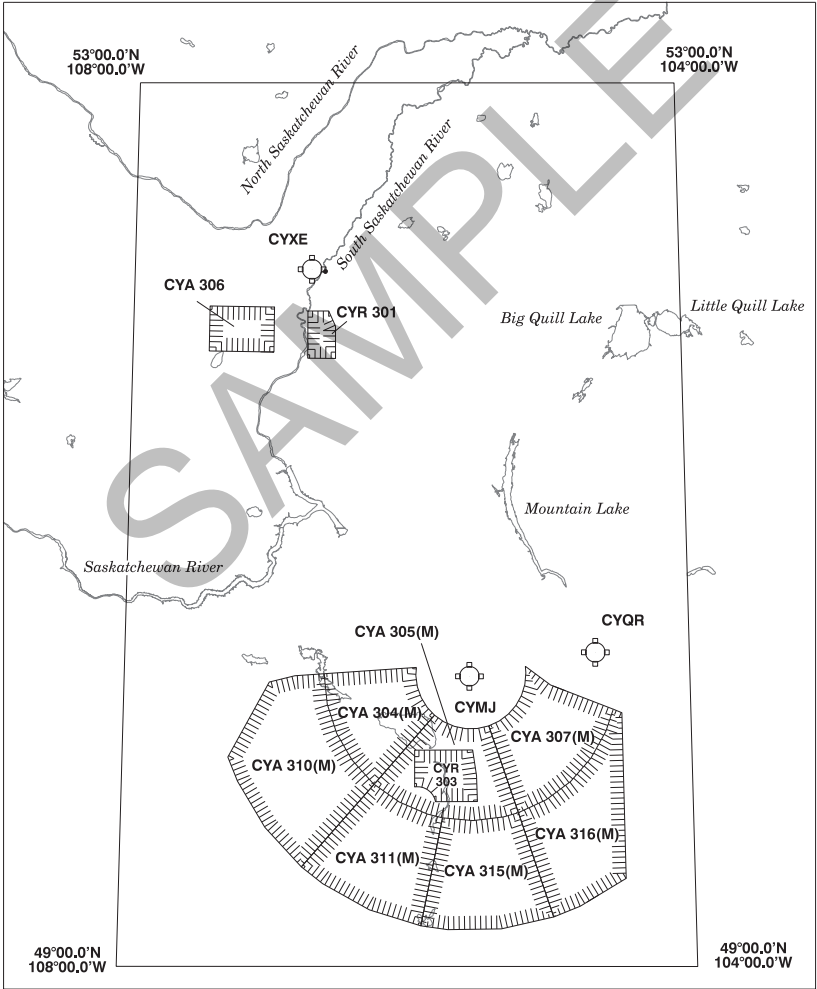 53°00.0'N
108°00.0'W
53°00.0'N
104°00.0'W
North Saskatchewan River
South Saskatchewan River
CYXE
CYA 306
CYR 301
Big Quill Lake
Little Quill Lake
SAMPLE
Mountain Lake
Saskatchewan River
CYQR
CYA 305(M)
CYMJ
CYA 304(M)
CYA 307(M)
CYA 310(M)
CYR
303
CYA 316(M)
CYA 311(M)
CYA 315(M)
49°00.0'N
108°00.0'W
49°00.0'N
104°00.0'W